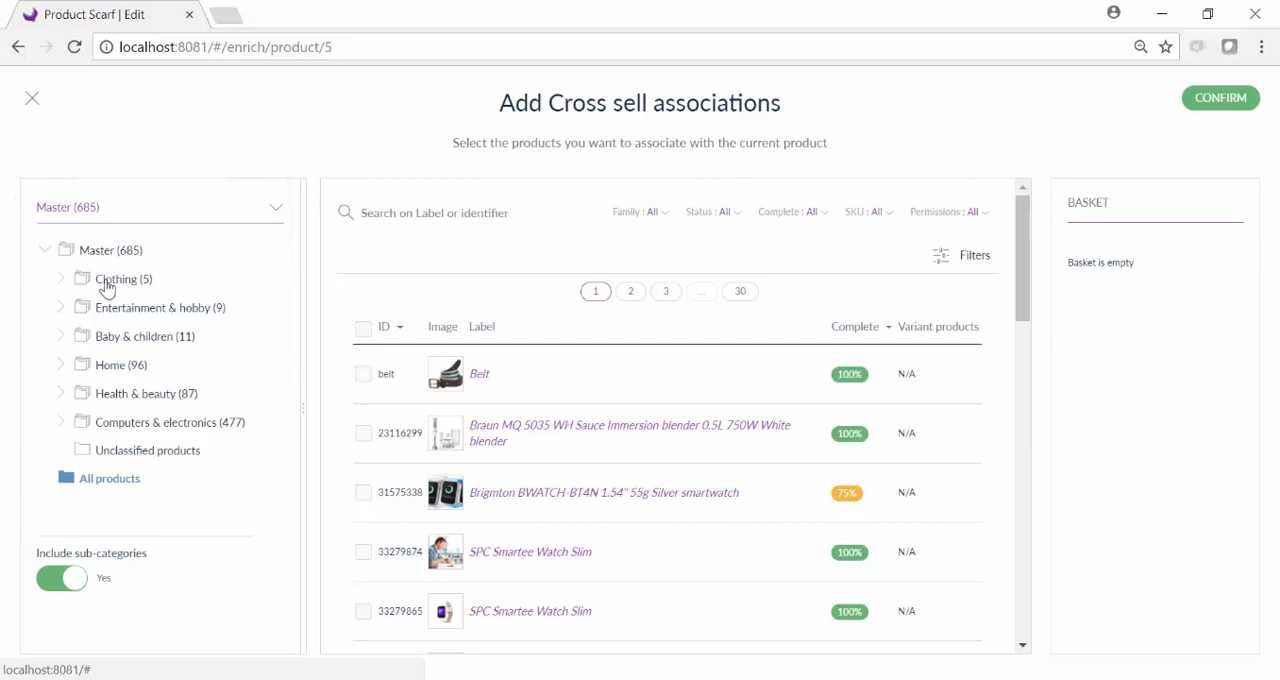 Product Scarf | Edit
localhost:8081/#/enrich/product/5
Add Cross sell associations
CONFIRM
Select the products you want to associate with the current product
Master (685)
Master (685)
Clothing (5)
Entertainment & hobby (9)
Baby & children (11)
Home (96)
Health & beauty (87)
Computers & electronics (477)
Unclassified products
All products
Include sub-categories
Yes
Search on Label or identifier
Family : All
Status : All
Complete : All
SKU : All
Permissions : All
Filters
1 2 3 ... 30
ID Image Label Complete Variant products
belt Belt 100% N/A
23116299 Braun MQ 5035 WH Sauce Immersion blender 0.5L 750W White
blender 100% N/A
31575338 Brigmton BWATCH-BT4N 1.54" 55g Silver smartwatch 75% N/A
33279874 SPC Smartee Watch Slim 100% N/A
33279865 SPC Smartee Watch Slim 100% N/A
BASKET
Basket is empty
localhost:8081/#